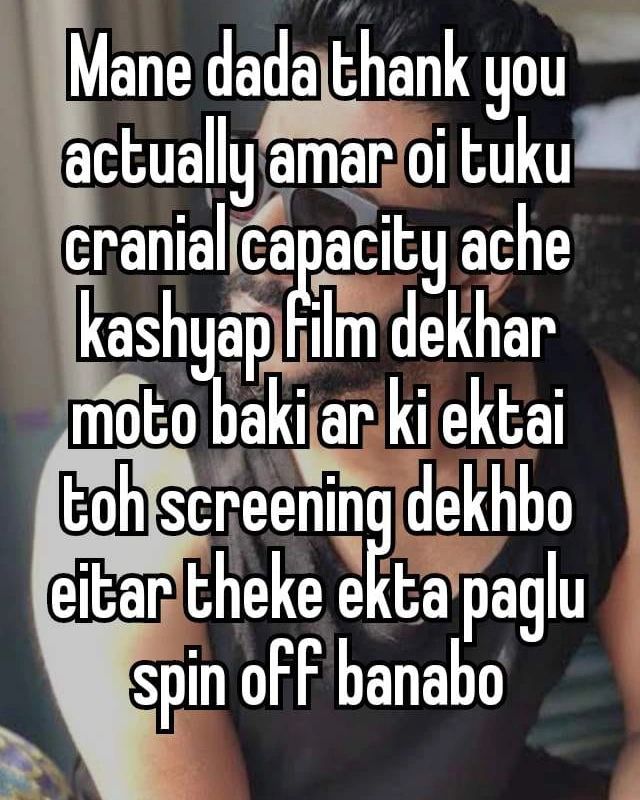 Mane dada thank you
actually amar oi tuku
cranial capacity ache
kashyap film dekhar
moto baki ar ki ektai
toh screening dekhbo
eitar theke ekta paglu
spin off banabo